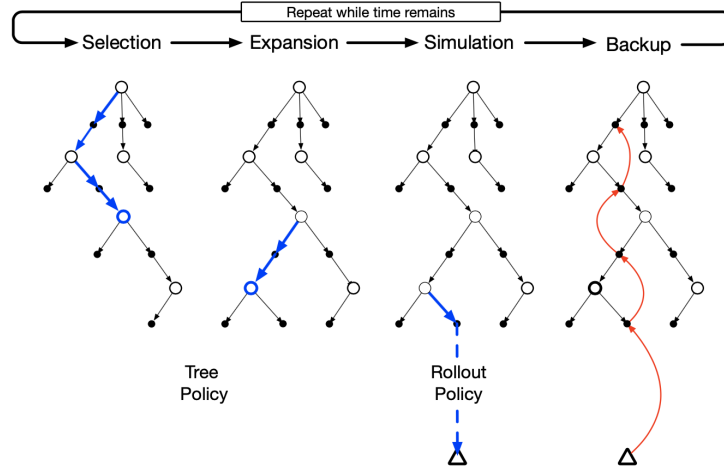 Repeat while time remains
Selection
Expansion
Simulation
Backup
Tree
Policy
Rollout
Policy